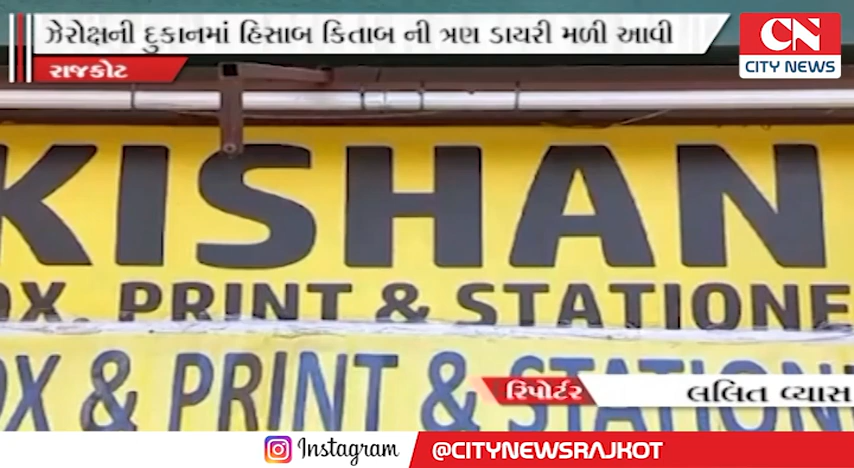 ઝેરોક્ષની દુકાનમાં હિસાબ કિતાબ ની ત્રણ ડાયરી મળી આવી
CN
CITY NEWS
રાજકોટ
KISHAN
OX, PRINT & STATIONE
OX & PRINT & STATIONE
રિપોર્ટર
લલિત વ્યાસ
Instagram
@CITYNEWSRAJKOT